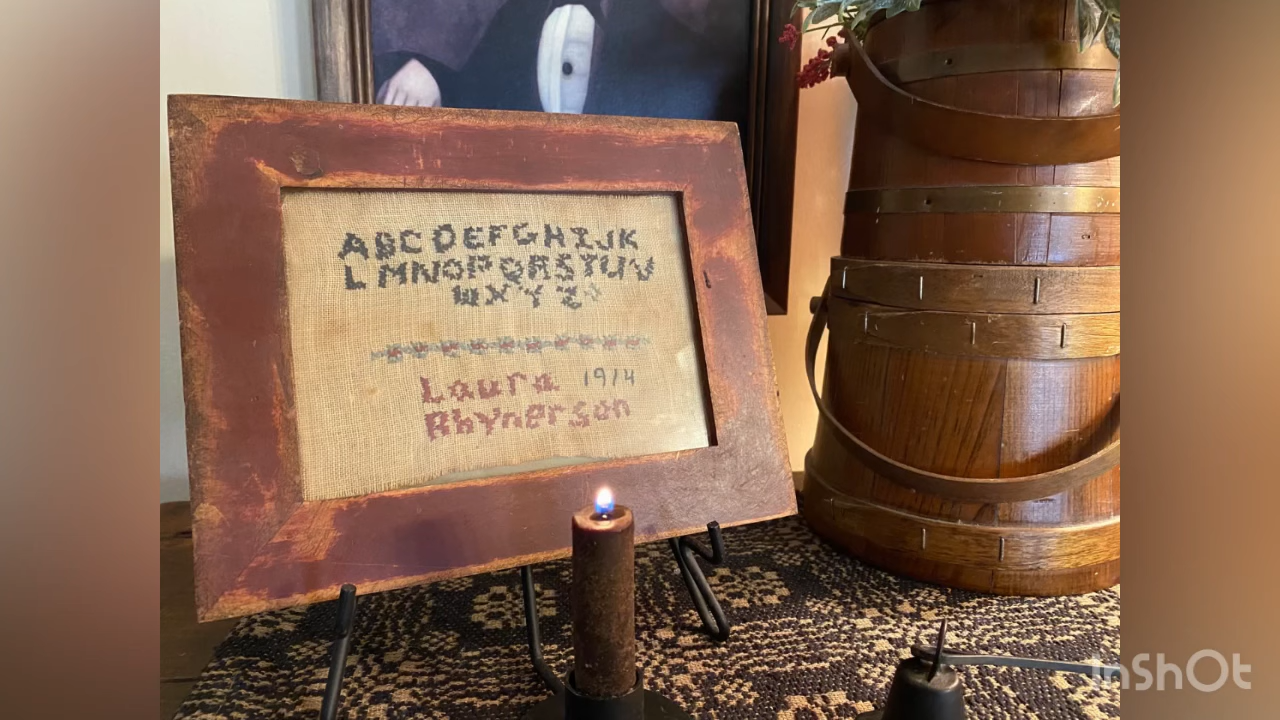 ABCDEFGHIJK
LMNOPQRSTUV
WXYZ
Laura 1914
Rhynerson
InShOt